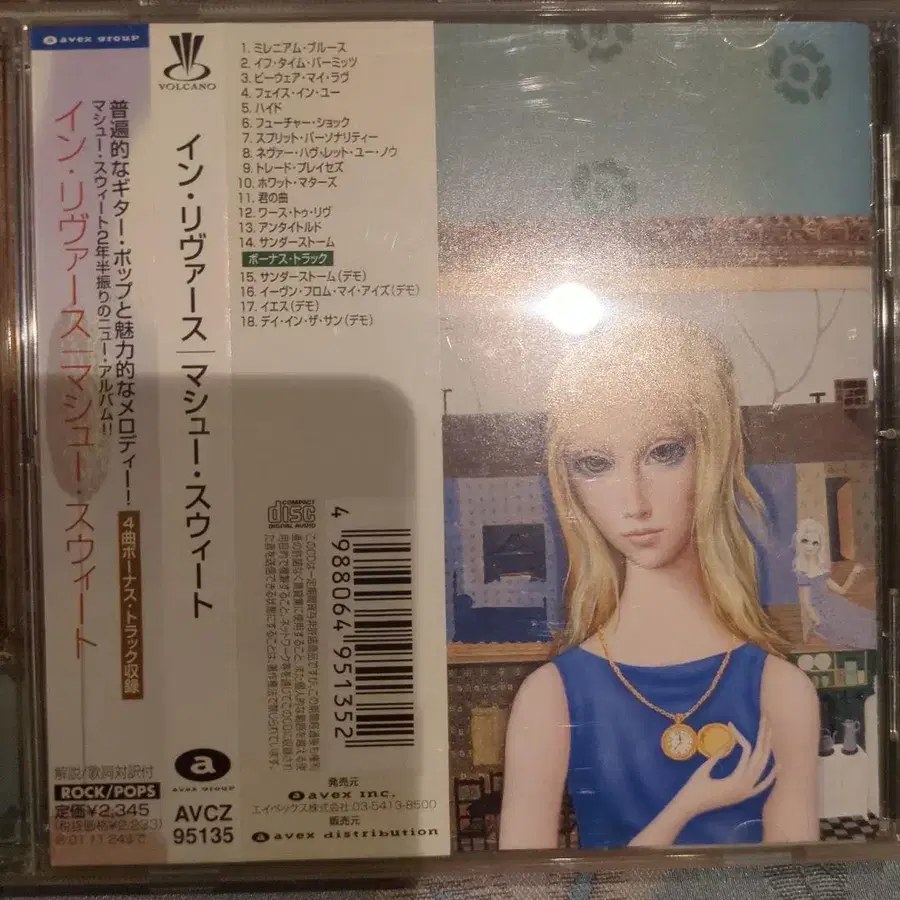 avex group
普遍的なギター・ポップと魅力的なメロディー！
マシュー・スウィート2年半振りのニュー・アルバム!!
イン・リヴァース｜マシュー・スウィート
4曲ボーナス・トラック収録
解説/歌詞対訳付
ROCK/POPS
定価¥2,345
(税抜価格¥2,233)
01.11.24まで
VOLCANO
イン・リヴァース｜マシュー・スウィート
a
avex group
AVCZ
95135
1. ミレニアム・ブルース
2. イフ・タイム・パーミッツ
3. ビーウェア・マイ・ラヴ
4. フェイス・イン・ユー
5. ハイド
6. フューチャー・ショック
7. スプリット・パーソナリティー
8. ネヴァー・ハヴ・レット・ユー・ノウ
9. トレード・プレイセズ
10. ホワット・マターズ
11. 君の曲
12. ワース・トゥ・リヴ
13. アンタイトルド
14. サンダーストーム
ボーナス・トラック
15. サンダーストーム(デモ)
16. イーヴン・フロム・マイ・アイズ(デモ)
17. イエス(デモ)
18. デイ・イン・ザ・サン(デモ)
COMPACT
disc
DIGITAL AUDIO
4 988064 951352
発売元
avex inc.
エイベックス株式会社 03-5413-8500
販売元
avex distribution